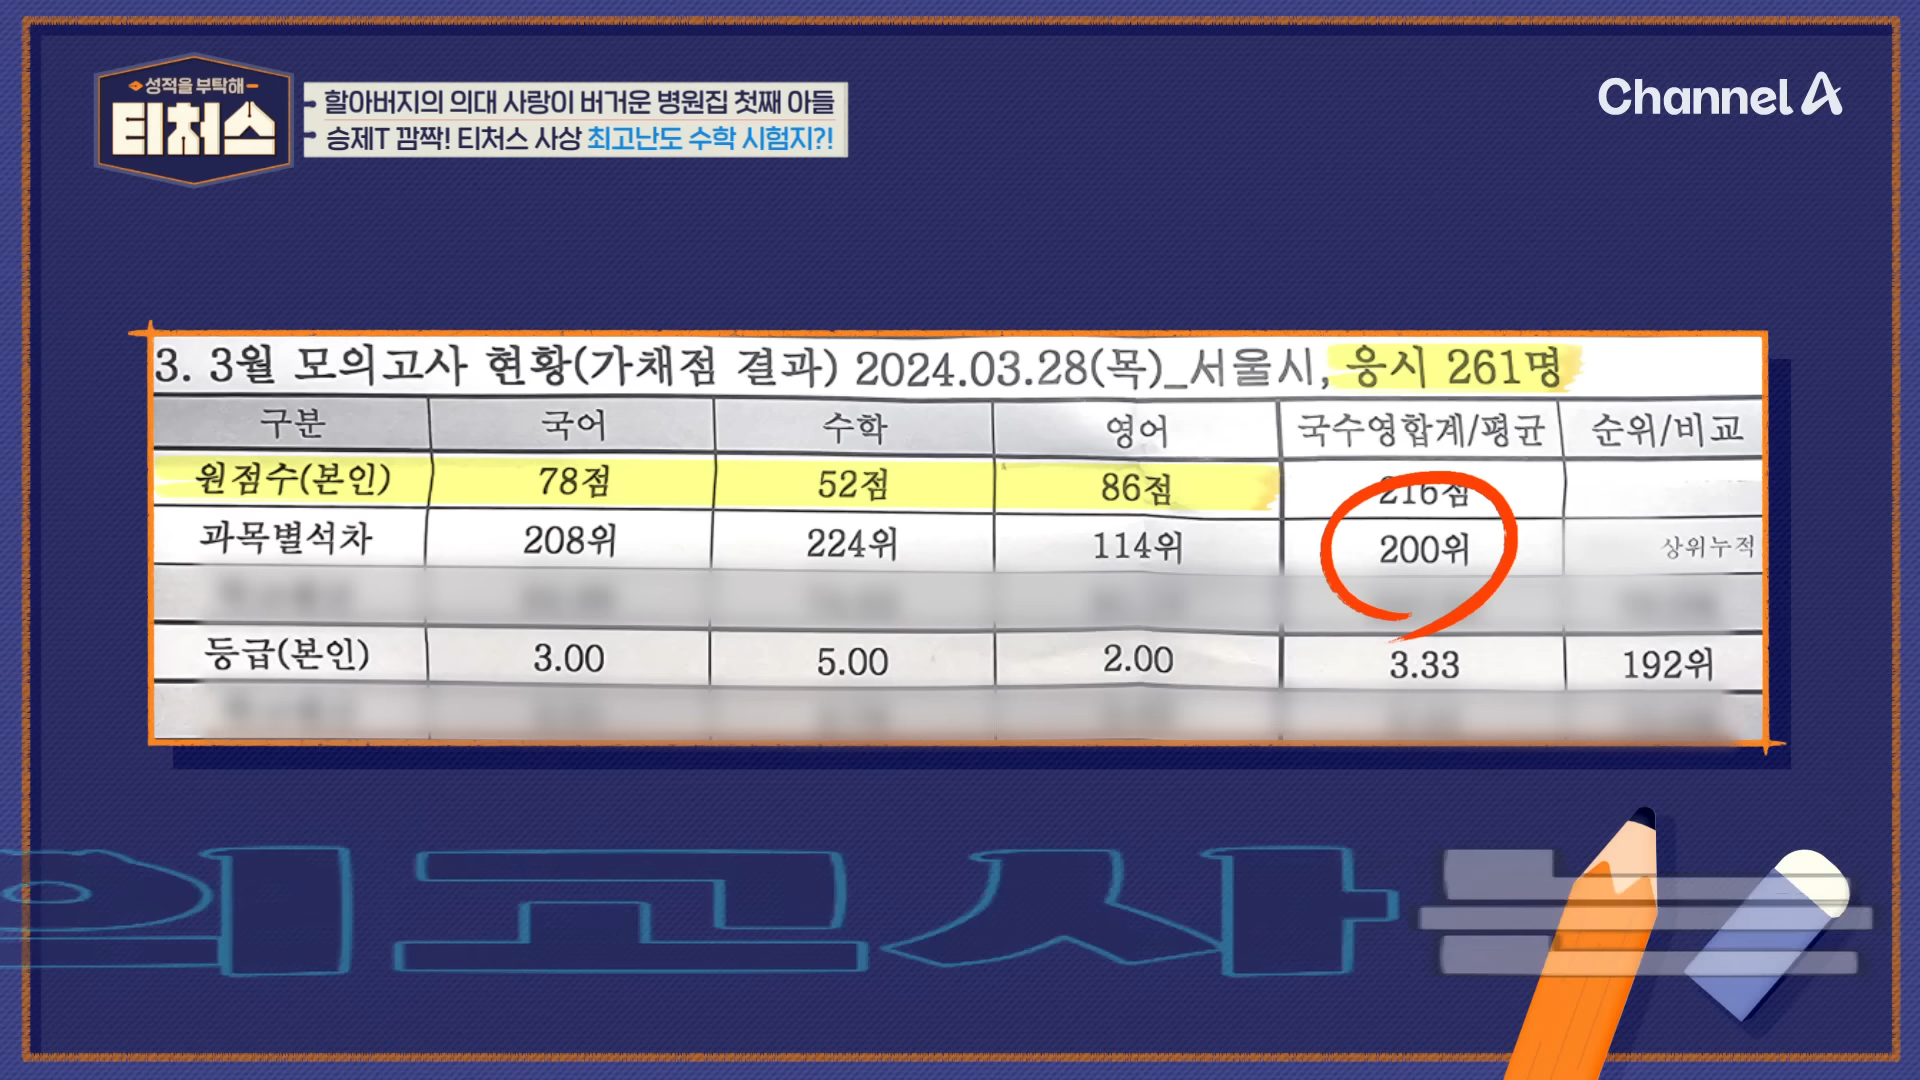 성적을 부탁해
티처스
할아버지의 의대 사랑이 버거운 병원집 첫째 아들
승제T 깜짝! 티처스 사상 최고난도 수학 시험지?!
Channel A
3. 3월 모의고사 현황(가채점 결과) 2024.03.28(목)_서울시, 응시 261명
구분 국어 수학 영어 국수영합계/평균 순위/비교
원점수(본인) 78점 52점 86점 216점
과목별석차 208위 224위 114위 200위 상위누적
등급(본인) 3.00 5.00 2.00 3.33 192위
의고사